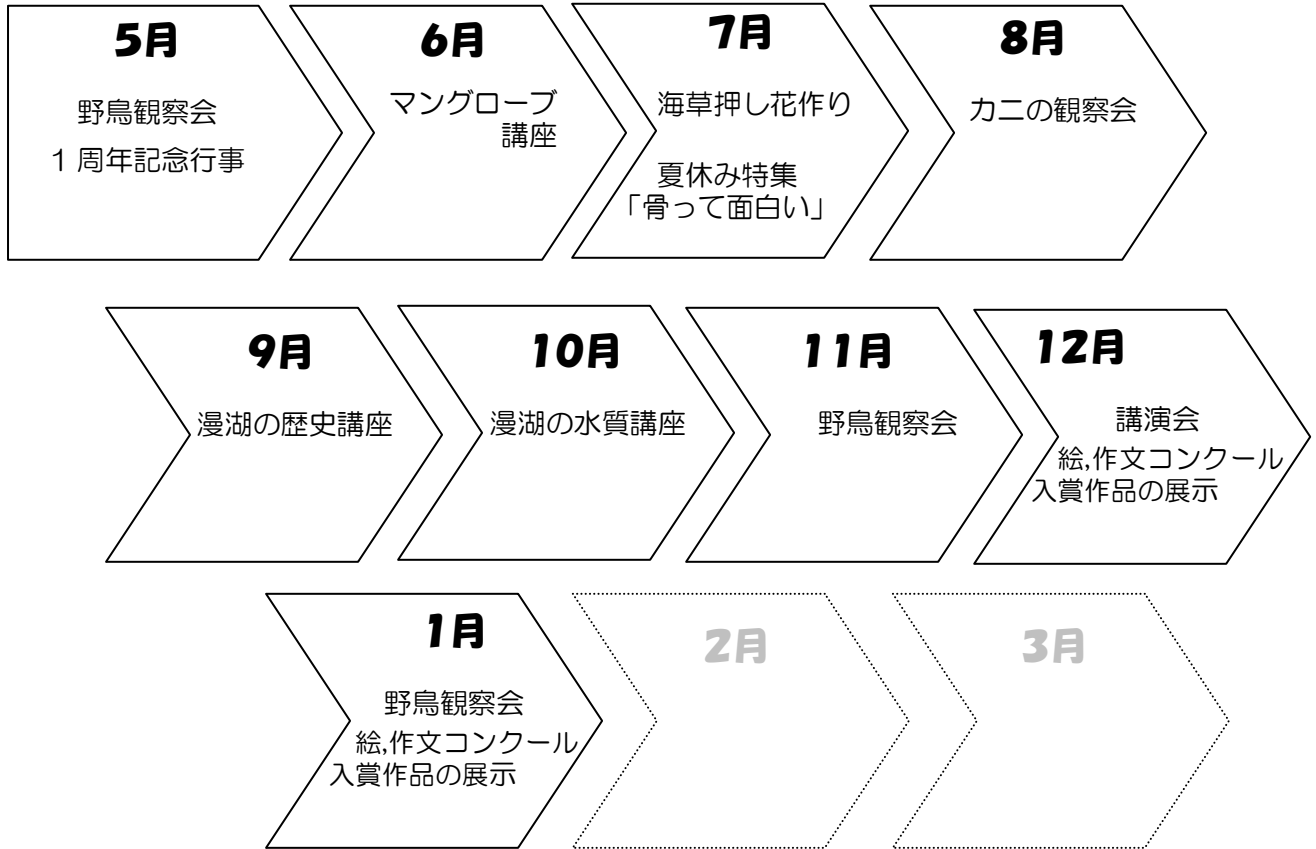 5月
野鳥観察会
1周年記念行事
6月
マングローブ
講座
7月
海草押し花作り
夏休み特集
「骨って面白い」
8月
カニの観察会
9月
漫湖の歴史講座
10月
漫湖の水質講座
11月
野鳥観察会
12月
講演会
絵,作文コンクール
入賞作品の展示
1月
野鳥観察会
絵,作文コンクール
入賞作品の展示
2月
3月